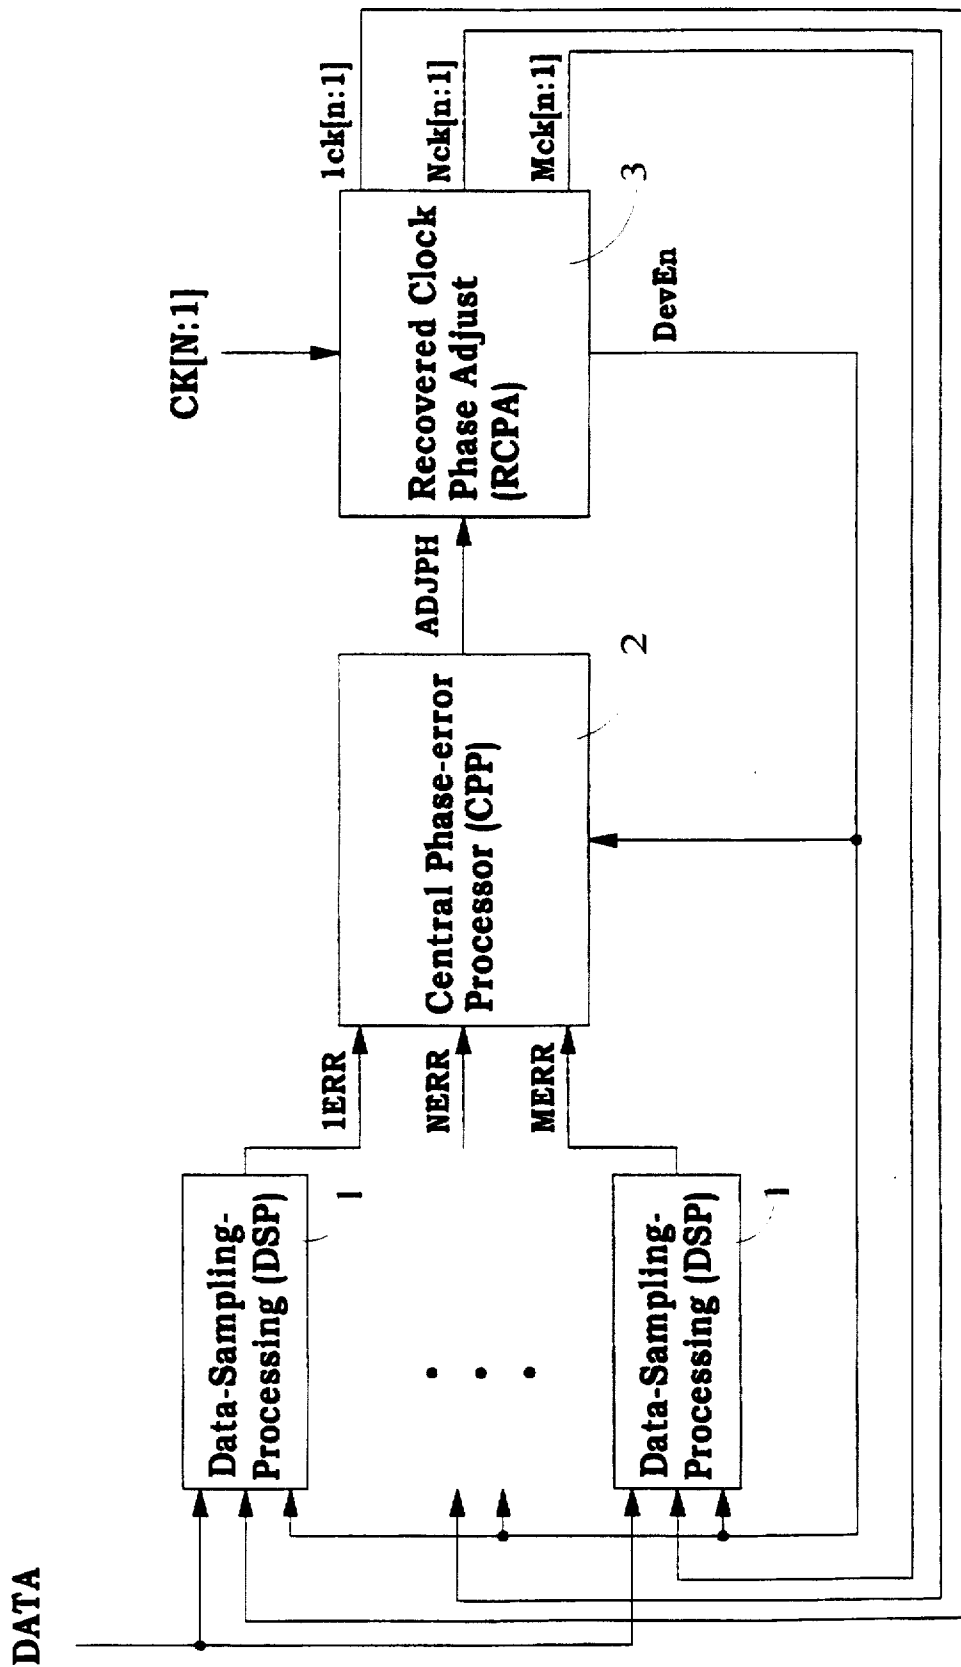 DATA
Data-Sampling-
Processing (DSP)
1
Data-Sampling-
Processing (DSP)
1
1ERR
NERR
MERR
Central Phase-error
Processor (CPP)
2
ADJPH
CK[N:1]
Recovered Clock
Phase Adjust
(RCPA)
3
DevEn
1ck[n:1]
Nck[n:1]
Mck[n:1]